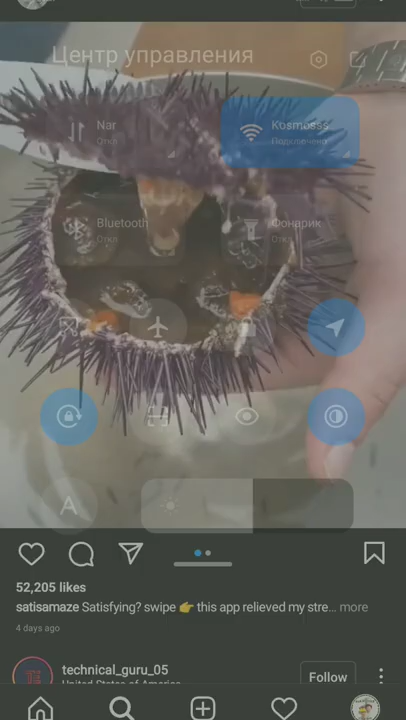 Центр управления
Nar
Откл
Kosmosss
Подключено
Bluetooth
Откл
Фонарик
Откл
A
52,205 likes
satisamaze Satisfying? swipe 👉 this app relieved my stre... more
4 days ago
technical_guru_05
United States of America
Follow